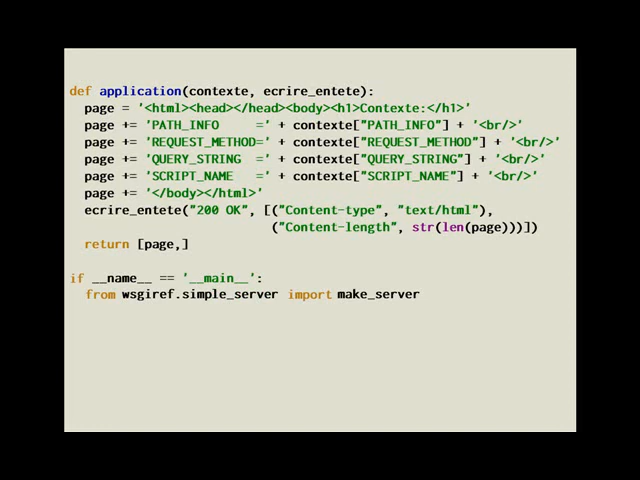 def application(contexte, ecrire_entete):
  page = '<html><head></head><body><h1>Contexte:</h1>'
  page += 'PATH_INFO     =' + contexte["PATH_INFO"] + '<br/>'
  page += 'REQUEST_METHOD=' + contexte["REQUEST_METHOD"] + '<br/>'
  page += 'QUERY_STRING  =' + contexte["QUERY_STRING"] + '<br/>'
  page += 'SCRIPT_NAME   =' + contexte["SCRIPT_NAME"] + '<br/>'
  page += '</body></html>'
  ecrire_entete("200 OK", [("Content-type", "text/html"),
                          ("Content-length", str(len(page)))])
  return [page,]
if __name__ == '__main__':
  from wsgiref.simple_server import make_server